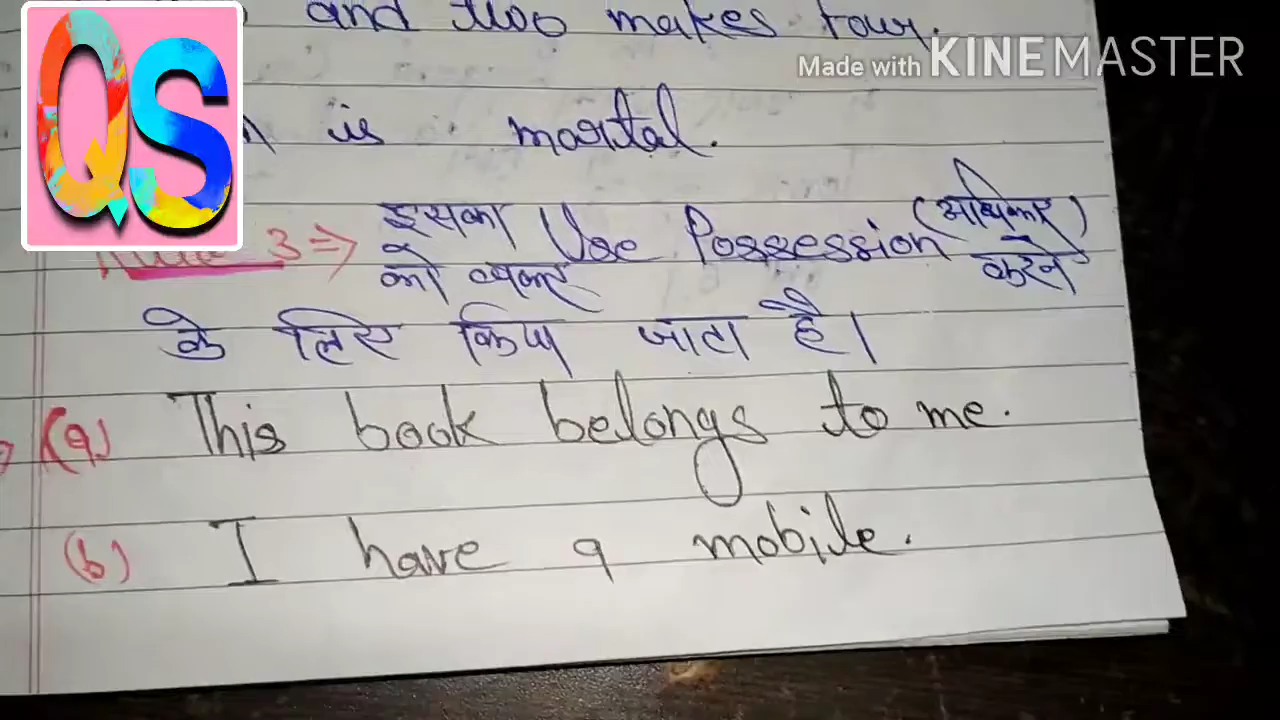 and two makes four.
Made with KINEMASTER
QS
is mortal.
Rule 3 ⇒ इसका Use Possession (अधिकार)
को व्यक्त करने
के लिए किया जाता है।
(a) This book belongs to me.
(b) I have a mobile.